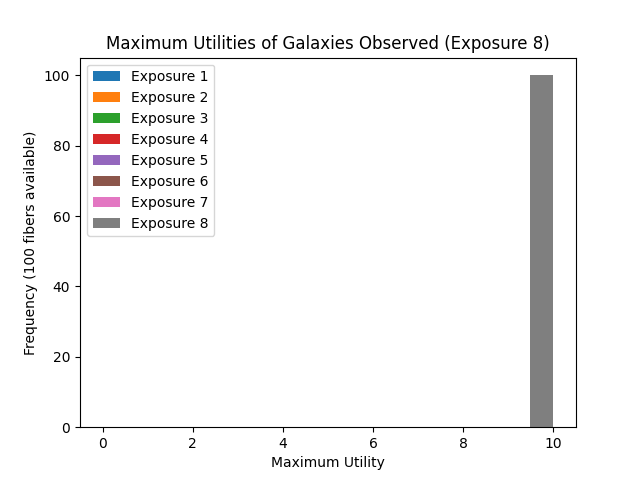 Maximum Utilities of Galaxies Observed (Exposure 8)
Frequency (100 fibers available)
100
80
60
40
20
0
Exposure 1
Exposure 2
Exposure 3
Exposure 4
Exposure 5
Exposure 6
Exposure 7
Exposure 8
0 2 4 6 8 10
Maximum Utility